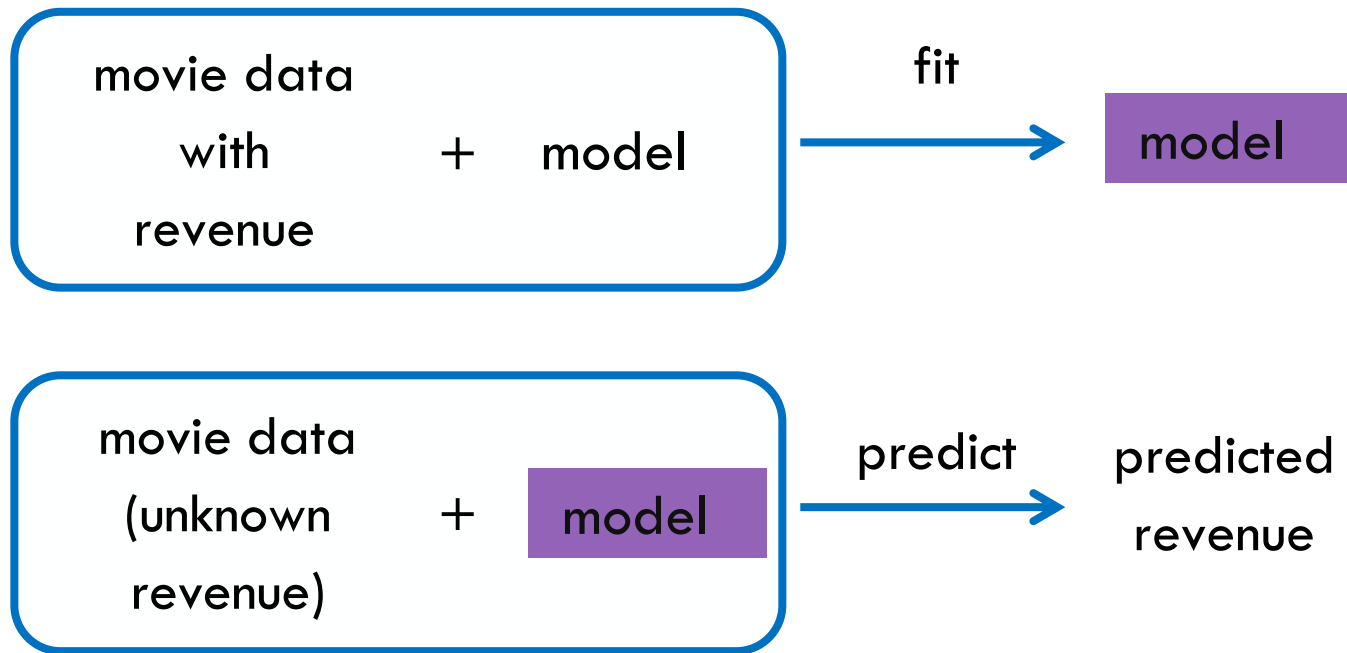 movie data
with + model
revenue
fit
model
movie data
(unknown + model
revenue)
predict
predicted
revenue